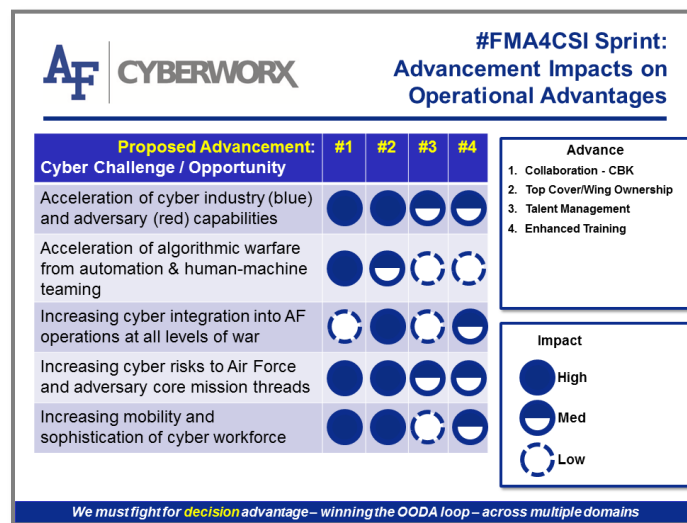 AF CYBERWORX
#FMA4CSI Sprint:
Advancement Impacts on
Operational Advantages
Proposed Advancement: #1 #2 #3 #4
Cyber Challenge / Opportunity
Acceleration of cyber industry (blue)
and adversary (red) capabilities
Acceleration of algorithmic warfare
from automation & human-machine
teaming
Increasing cyber integration into AF
operations at all levels of war
Increasing cyber risks to Air Force
and adversary core mission threads
Increasing mobility and
sophistication of cyber workforce
Advance
1. Collaboration - CBK
2. Top Cover/Wing Ownership
3. Talent Management
4. Enhanced Training
Impact
High
Med
Low
We must fight for decision advantage – winning the OODA loop – across multiple domains